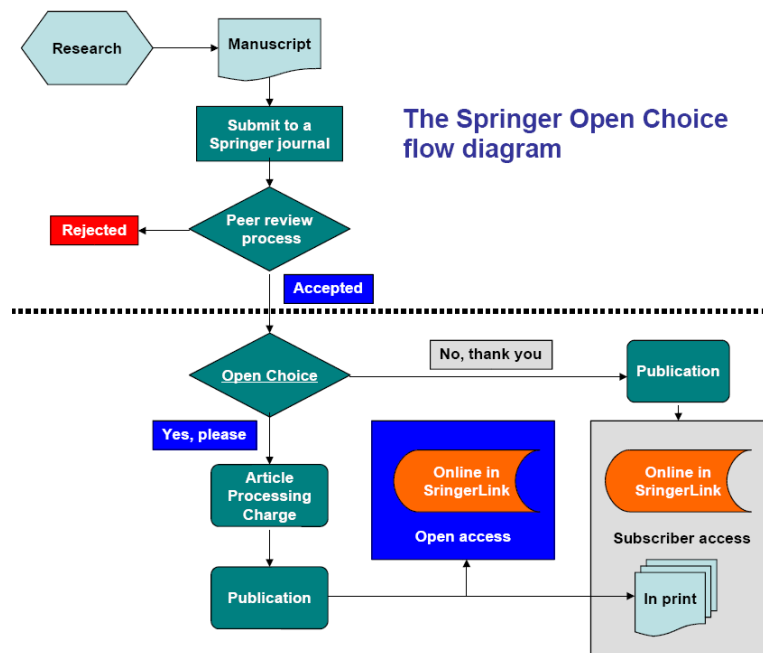 Research
Manuscript
Submit to a
Springer journal
The Springer Open Choice
flow diagram
Peer review
process
Rejected
Accepted
Open Choice
No, thank you
Publication
Yes, please
Article
Processing
Charge
Online in
SringerLink
Open access
Online in
SringerLink
Subscriber access
Publication
In print